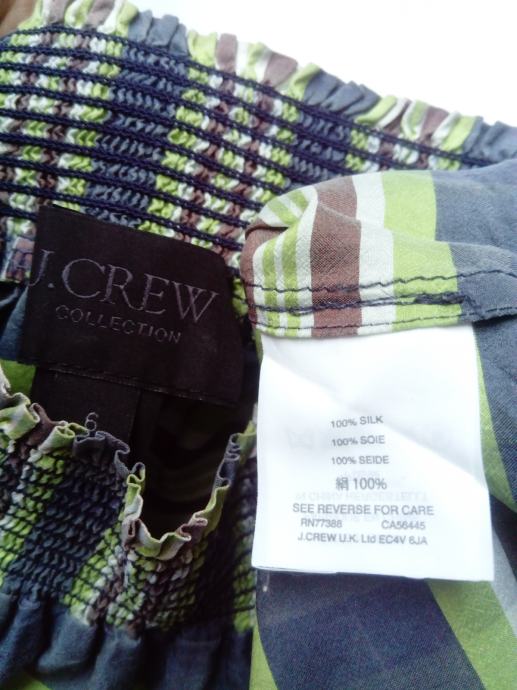 J.CREW
COLLECTION
6
100% SILK
100% SOIE
100% SEIDE
絹 100%
SEE REVERSE FOR CARE
RN77388 CA56445
J.CREW U.K. Ltd EC4V 6JA